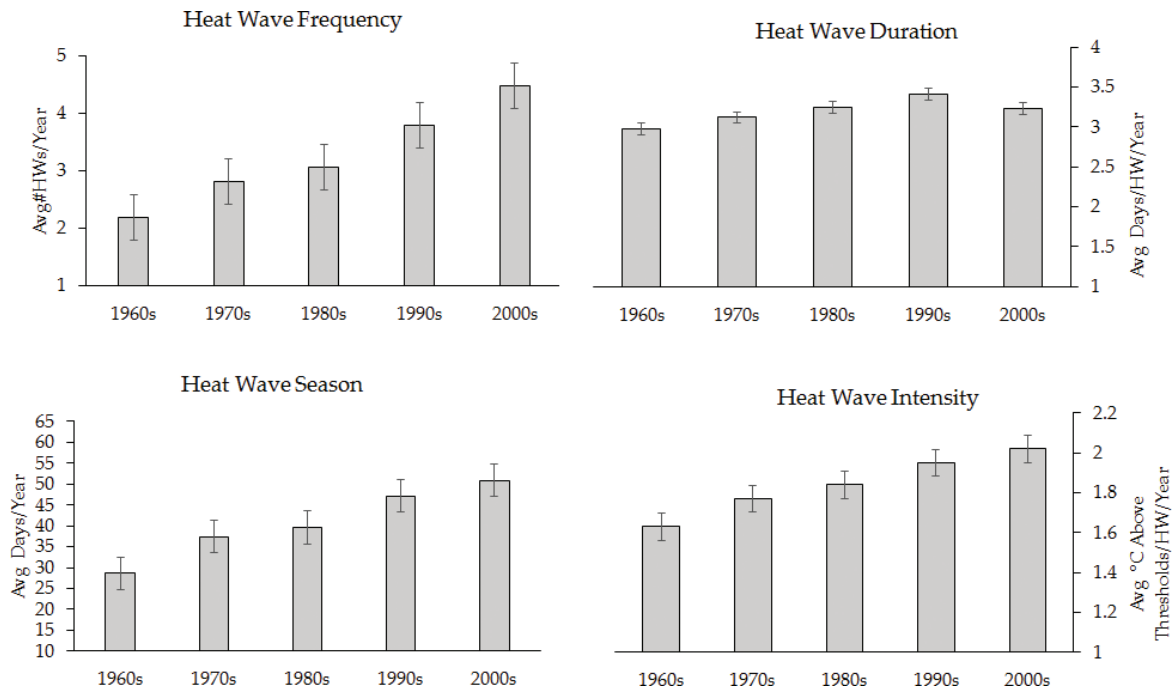 Heat Wave Frequency
Avg#HWs/Year
5
4
3
2
1
1960s 1970s 1980s 1990s 2000s
Heat Wave Duration
4
3.5
3
2.5
2
1.5
1
Avg Days/HW/Year
1960s 1970s 1980s 1990s 2000s
Heat Wave Season
Avg Days/Year
65
60
55
50
45
40
35
30
25
20
15
10
1960s 1970s 1980s 1990s 2000s
Heat Wave Intensity
2.2
2
1.8
1.6
1.4
1.2
1
Avg °C Above
Thresholds/HW/Year
1960s 1970s 1980s 1990s 2000s